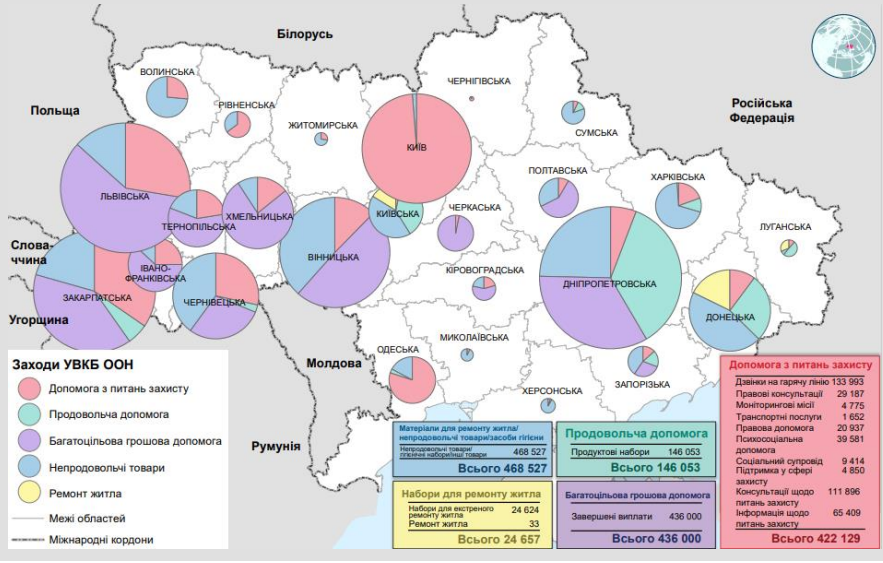 Білорусь
Польща
Російська
Федерація
Слова-
ччина
Угорщина
Молдова
Румунія
ВОЛИНСЬКА
РІВНЕНСЬКА
ЖИТОМИРСЬКА
КИЇВ
ЧЕРНІГІВСЬКА
СУМСЬКА
ЛЬВІВСЬКА
ТЕРНОПІЛЬСЬКА
ХМЕЛЬНИЦЬКА
КИЇВСЬКА
ЧЕРКАСЬКА
ПОЛТАВСЬКА
ХАРКІВСЬКА
ЛУГАНСЬКА
ІВАНО-
ФРАНКІВСЬКА
ЗАКАРПАТСЬКА
ЧЕРНІВЕЦЬКА
ВІННИЦЬКА
КІРОВОГРАДСЬКА
ДНІПРОПЕТРОВСЬКА
ДОНЕЦЬКА
ОДЕСЬКА
МИКОЛАЇВСЬКА
ХЕРСОНСЬКА
ЗАПОРІЗЬКА
Заходи УВКБ ООН
Допомога з питань захисту
Продовольча допомога
Багатоцільова грошова допомога
Непродовольчі товари
Ремонт житла
Межі областей
Міжнародні кордони
Матеріали для ремонту житла/
непродовольчі товари/засоби гігієни
Непродовольчі товари/
гігієнічні набори/інші товари 468 527
Всього 468 527
Продовольча допомога
Продуктові набори 146 053
Всього 146 053
Набори для ремонту житла
Набори для екстреного
ремонту житла 24 624
Ремонт житла 33
Всього 24 657
Багатоцільова грошова допомога
Завершені виплати 436 000
Всього 436 000
Допомога з питань захисту
Дзвінки на гарячу лінію 133 993
Правові консультації 29 187
Моніторингові місії 4 775
Транспортні послуги 1 652
Правова допомога 20 937
Психосоціальна 39 581
допомога
Соціальний супровід 9 414
Підтримка у сфері 4 850
захисту
Консультації щодо 111 896
питань захисту
Інформація щодо 65 409
питань захисту
Всього 422 129